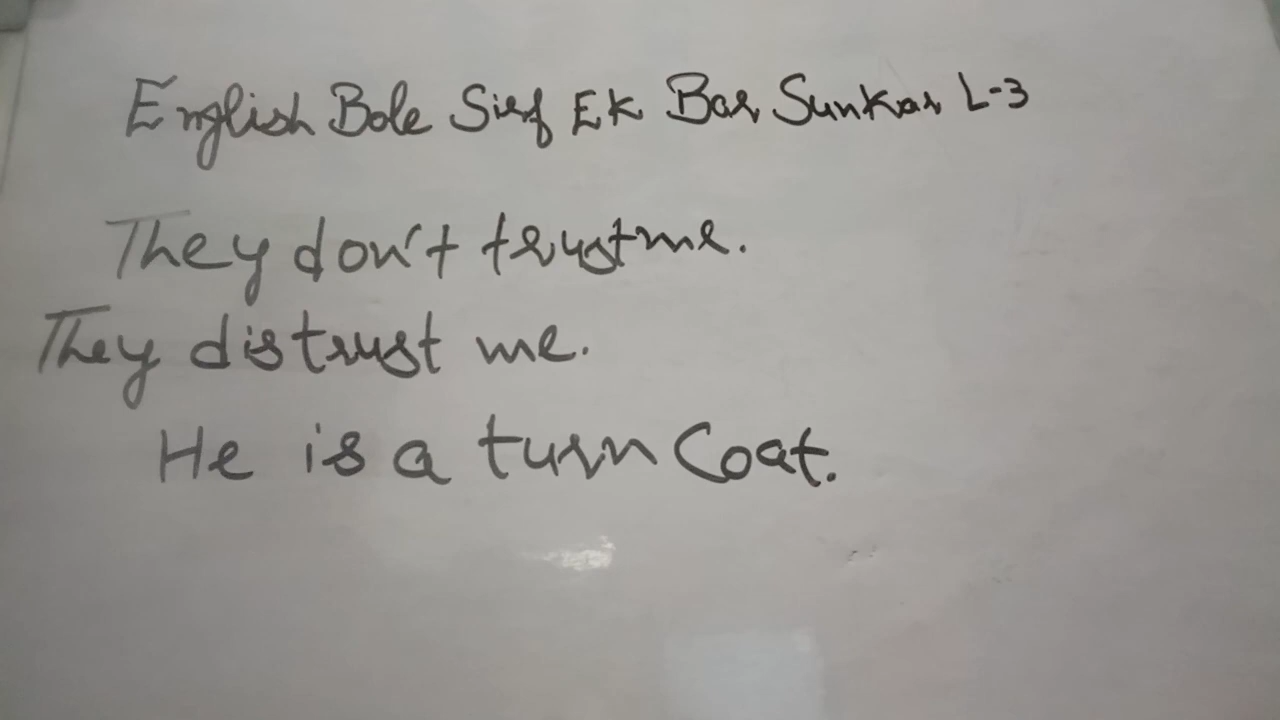 English Bole Sirf Ek Bar Sunkar L-3
They don't trust me.
They distrust me.
He is a turn Coat.